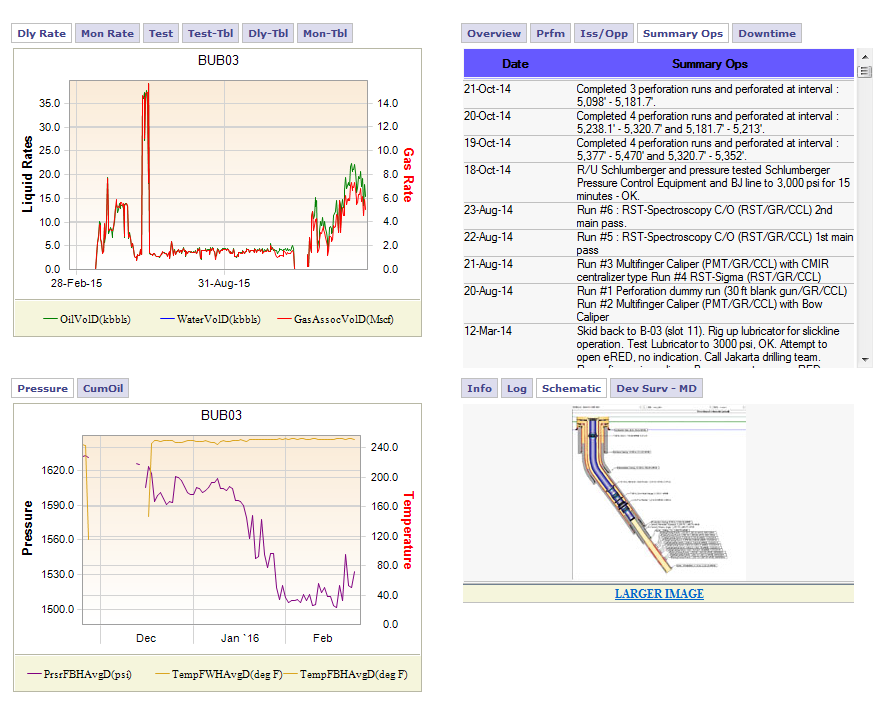 Dly Rate Mon Rate Test Test-Tbl Dly-Tbl Mon-Tbl
BUB03
Liquid Rates
35.0
30.0
25.0
20.0
15.0
10.0
5.0
0.0
14.0
12.0
10.0
8.0
6.0
4.0
2.0
0.0
Gas Rate
28-Feb-15 31-Aug-15
OilVolD(kbbls) WaterVolD(kbbls) GasAssocVolD(Mscf)
Overview Prfm Iss/Opp Summary Ops Downtime
Date Summary Ops
21-Oct-14 Completed 3 perforation runs and perforated at interval :
5,098' - 5,181.7'.
20-Oct-14 Completed 4 perforation runs and perforated at interval :
5,238.1' - 5,320.7' and 5,181.7' - 5,213'.
19-Oct-14 Completed 4 perforation runs and perforated at interval :
5,377' - 5,470' and 5,320.7' - 5,352'.
18-Oct-14 R/U Schlumberger and pressure tested Schlumberger
Pressure Control Equipment and BJ line to 3,000 psi for 15
minutes - OK.
23-Aug-14 Run #6 : RST-Spectroscopy C/O (RST/GR/CCL) 2nd
main pass.
22-Aug-14 Run #5 : RST-Spectroscopy C/O (RST/GR/CCL) 1st main
pass
21-Aug-14 Run #3 Multifinger Caliper (PMT/GR/CCL) with CMIR
centralizer type Run #4 RST-Sigma (RST/GR/CCL)
20-Aug-14 Run #1 Perforation dummy run (30 ft blank gun/GR/CCL)
Run #2 Multifinger Caliper (PMT/GR/CCL) with Bow
Caliper
12-Mar-14 Skid back to B-03 (slot 11). Rig up lubricator for slickline
operation. Test Lubricator to 3000 psi, OK. Attempt to
open eRED, no indication. Call Jakarta drilling team.
Pressure CumOil
BUB03
Pressure
1620.0
1590.0
1560.0
1530.0
1500.0
240.0
200.0
160.0
120.0
80.0
40.0
0.0
Temperature
Dec Jan `16 Feb
PrsrFBHAvgD(psi) TempFWHAvgD(deg F) TempFBHAvgD(deg F)
Info Log Schematic Dev Surv - MD
LARGER IMAGE